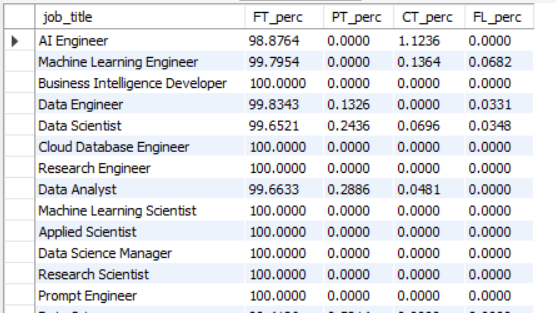 job_title FT_perc PT_perc CT_perc FL_perc
AI Engineer 98.8764 0.0000 1.1236 0.0000
Machine Learning Engineer 99.7954 0.0000 0.1364 0.0682
Business Intelligence Developer 100.0000 0.0000 0.0000 0.0000
Data Engineer 99.8343 0.1326 0.0000 0.0331
Data Scientist 99.6521 0.2436 0.0696 0.0348
Cloud Database Engineer 100.0000 0.0000 0.0000 0.0000
Research Engineer 100.0000 0.0000 0.0000 0.0000
Data Analyst 99.6633 0.2886 0.0481 0.0000
Machine Learning Scientist 100.0000 0.0000 0.0000 0.0000
Applied Scientist 100.0000 0.0000 0.0000 0.0000
Data Science Manager 100.0000 0.0000 0.0000 0.0000
Research Scientist 100.0000 0.0000 0.0000 0.0000
Prompt Engineer 100.0000 0.0000 0.0000 0.0000